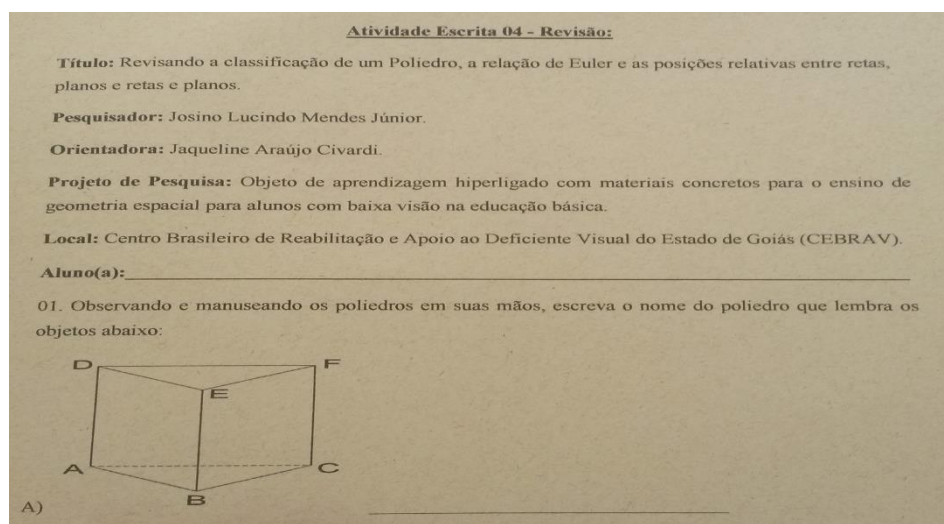 Atividade Escrita 04 - Revisão:
Título: Revisando a classificação de um Poliedro, a relação de Euler e as posições relativas entre retas,
planos e retas e planos.
Pesquisador: Josino Lucindo Mendes Júnior.
Orientadora: Jaqueline Araújo Civardi.
Projeto de Pesquisa: Objeto de aprendizagem hiperligado com materiais concretos para o ensino de
geometria espacial para alunos com baixa visão na educação básica.
Local: Centro Brasileiro de Reabilitação e Apoio ao Deficiente Visual do Estado de Goiás (CEBRAV).
Aluno(a):
01. Observando e manuseando os poliedros em suas mãos, escreva o nome do poliedro que lembra os
objetos abaixo:
D F
E
A C
B
A)